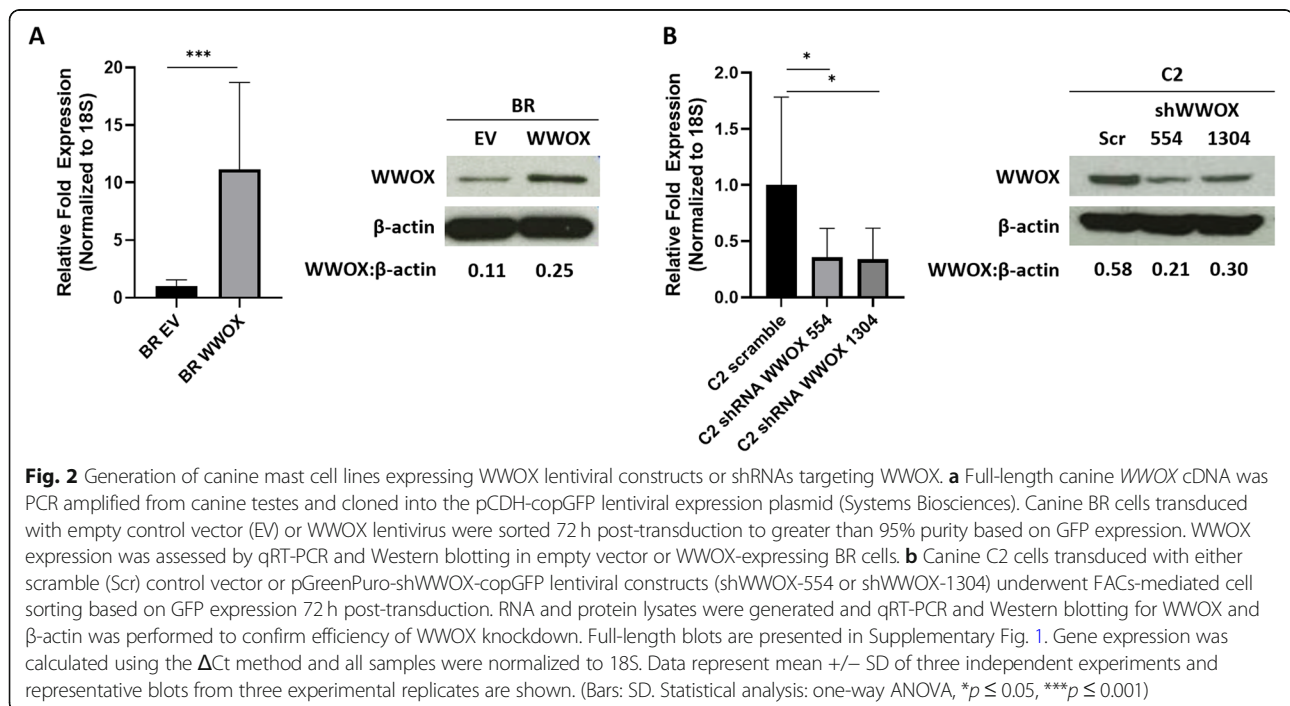 A
***
Relative Fold Expression
(Normalized to 18S)
20
15
10
5
0
BR EV
BR WWOX
BR
EV WWOX
WWOX
β-actin
WWOX:β-actin 0.11 0.25
B
*
*
Relative Fold Expression
(Normalized to 18S)
2.0
1.5
1.0
0.5
0.0
C2 scramble
C2 shRNA WWOX 554
C2 shRNA WWOX 1304
C2
shWWOX
Scr 554 1304
WWOX
β-actin
WWOX:β-actin 0.58 0.21 0.30
Fig. 2 Generation of canine mast cell lines expressing WWOX lentiviral constructs or shRNAs targeting WWOX. a Full-length canine WWOX cDNA was
PCR amplified from canine testes and cloned into the pCDH-copGFP lentiviral expression plasmid (Systems Biosciences). Canine BR cells transduced
with empty control vector (EV) or WWOX lentivirus were sorted 72 h post-transduction to greater than 95% purity based on GFP expression. WWOX
expression was assessed by qRT-PCR and Western blotting in empty vector or WWOX-expressing BR cells. b Canine C2 cells transduced with either
scramble (Scr) control vector or pGreenPuro-shWWOX-copGFP lentiviral constructs (shWWOX-554 or shWWOX-1304) underwent FACs-mediated cell
sorting based on GFP expression 72 h post-transduction. RNA and protein lysates were generated and qRT-PCR and Western blotting for WWOX and
β-actin was performed to confirm efficiency of WWOX knockdown. Full-length blots are presented in Supplementary Fig. 1. Gene expression was
calculated using the ΔCt method and all samples were normalized to 18S. Data represent mean +/− SD of three independent experiments and
representative blots from three experimental replicates are shown. (Bars: SD. Statistical analysis: one-way ANOVA, *p ≤ 0.05, ***p ≤ 0.001)